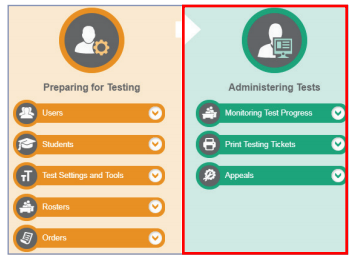 Preparing for Testing
Users
Students
Test Settings and Tools
Rosters
Orders
Administering Tests
Monitoring Test Progress
Print Testing Tickets
Appeals